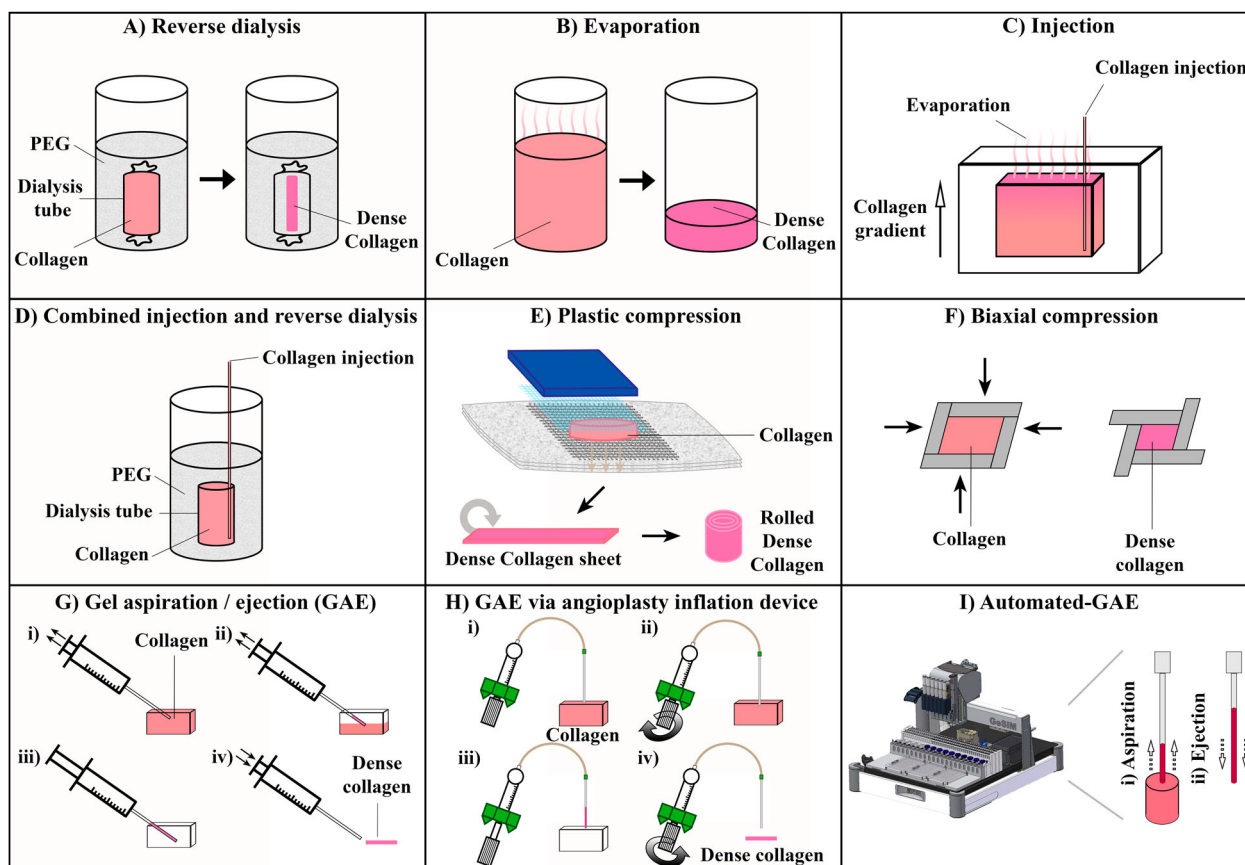 A) Reverse dialysis
PEG
Dialysis
tube
Collagen
Dense
Collagen
B) Evaporation
Collagen
Dense
Collagen
C) Injection
Collagen injection
Evaporation
Collagen
gradient
D) Combined injection and reverse dialysis
Collagen injection
PEG
Dialysis tube
Collagen
E) Plastic compression
Collagen
Dense Collagen sheet
Rolled
Dense
Collagen
F) Biaxial compression
Collagen
Dense
collagen
G) Gel aspiration / ejection (GAE)
i)
Collagen
ii)
iii)
iv)
Dense
collagen
H) GAE via angioplasty inflation device
i)
ii)
Collagen
iii)
iv)
Dense collagen
I) Automated-GAE
GeSIM
i) Aspiration
ii) Ejection